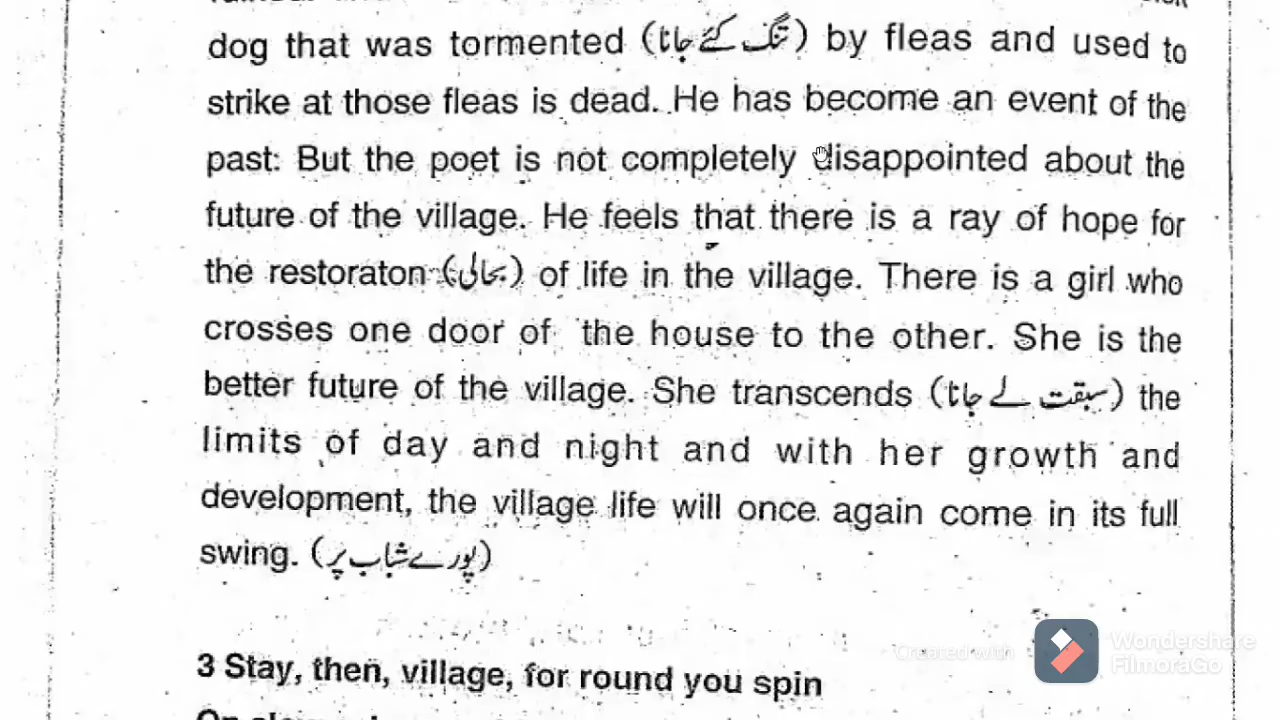 dog that was tormented (تنگ کئے جانا) by fleas and used to
strike at those fleas is dead. He has become an event of the
past: But the poet is not completely disappointed about the
future of the village. He feels that there is a ray of hope for
the restoraton (بحالی) of life in the village. There is a girl who
crosses one door of the house to the other. She is the
better future of the village. She transcends (سبقت لے جانا) the
limits of day and night and with her growth and
development, the village life will once again come in its full
swing. (پورے شباب پر)
3 Stay, then, village, for round you spin
Created with
Wondershare
FilmoraGo